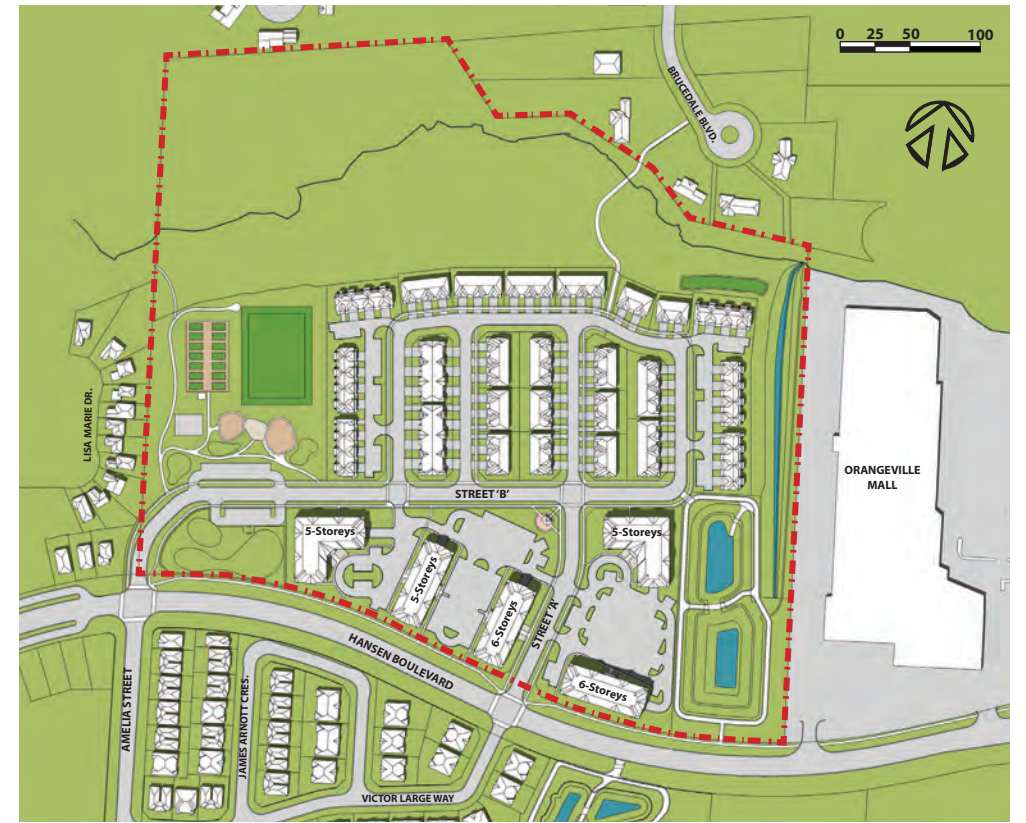 0 25 50 100
BRUCEDALE BLVD.
LISA MARIE DR.
ORANGEVILLE
MALL
STREET 'B'
5-Storeys
5-Storeys
5-Storeys
6-Storeys
STREET 'A'
6-Storeys
HANSEN BOULEVARD
AMELIA STREET
JAMES ARNOTT CRES.
VICTOR LARGE WAY